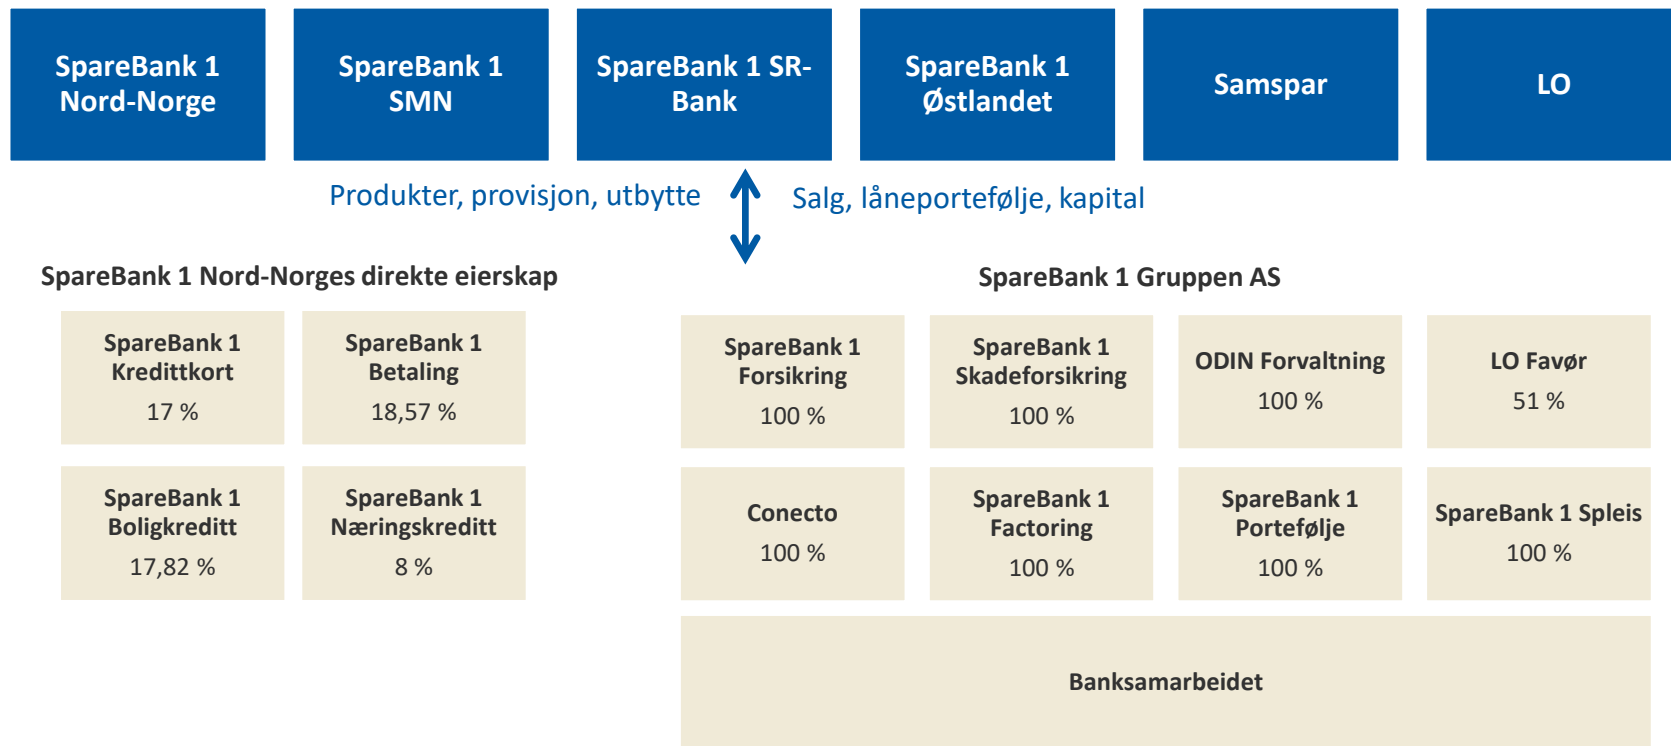 SpareBank 1
Nord-Norge
SpareBank 1
SMN
SpareBank 1 SR-
Bank
SpareBank 1
Østlandet
Samspar
LO
Produkter, provisjon, utbytte
Salg, låneportefølje, kapital
SpareBank 1 Nord-Norges direkte eierskap
SpareBank 1
Kredittkort
17 %
SpareBank 1
Betaling
18,57 %
SpareBank 1
Boligkreditt
17,82 %
SpareBank 1
Næringskreditt
8 %
SpareBank 1 Gruppen AS
SpareBank 1
Forsikring
100 %
SpareBank 1
Skadeforsikring
100 %
ODIN Forvaltning
100 %
LO Favør
51 %
Conecto
100 %
SpareBank 1
Factoring
100 %
SpareBank 1
Portefølje
100 %
SpareBank 1 Spleis
100 %
Banksamarbeidet